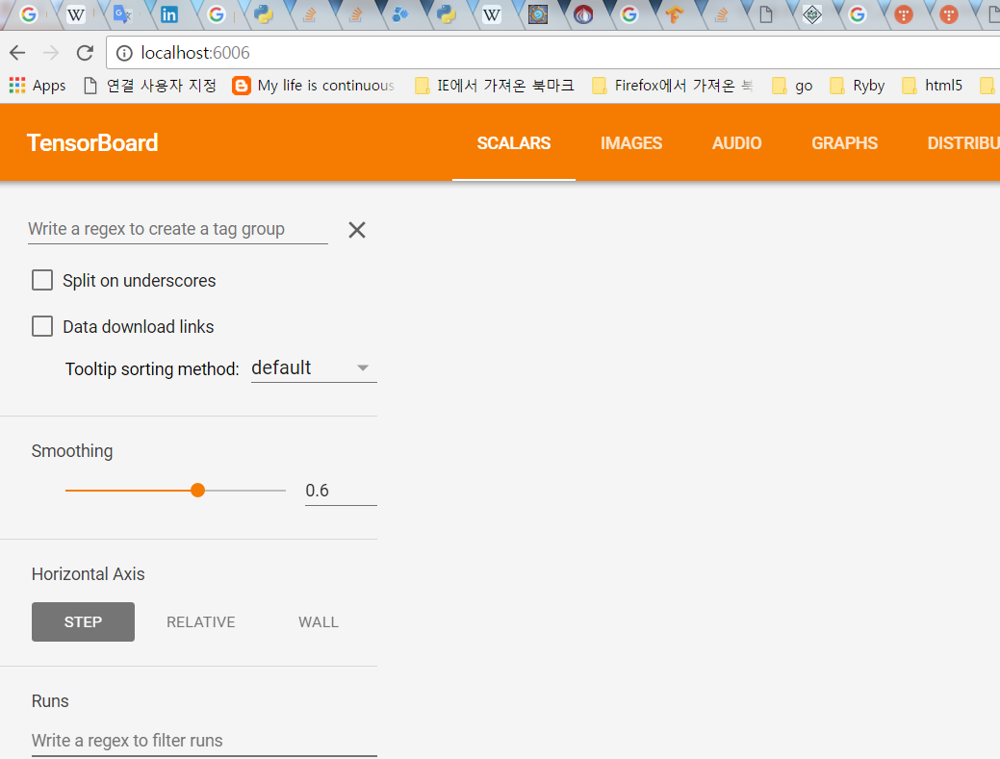 localhost:6006
Apps 연결 사용자 지정 My life is continuous IE에서 가져온 북마크 Firefox에서 가져온 북 go Ryby html5
TensorBoard SCALARS IMAGES AUDIO GRAPHS DISTRIBU
Write a regex to create a tag group
Split on underscores
Data download links
Tooltip sorting method: default
Smoothing
0.6
Horizontal Axis
STEP RELATIVE WALL
Runs
Write a regex to filter runs